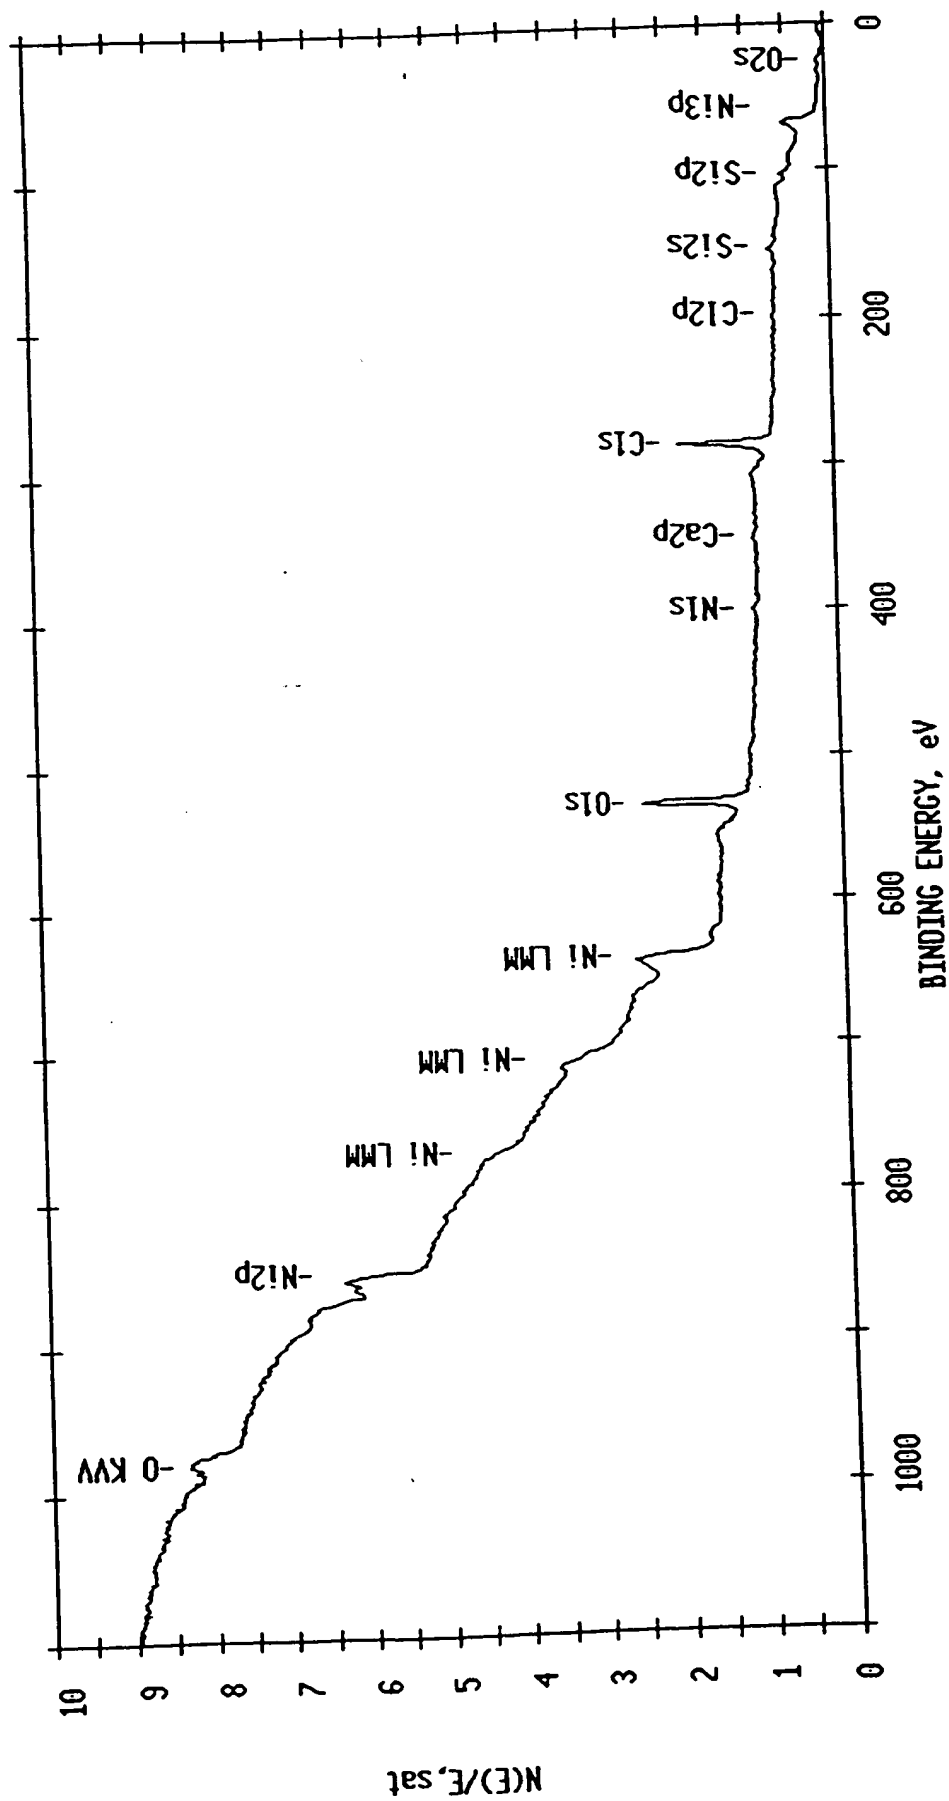 N(E)/E,sat
10
9
8
7
6
5
4
3
2
1
0
-O KVV
-Ni2p
-Ni LMM
-Ni LMM
-Ni LMM
-O1s
-N1s
-Ca2p
-C1s
-Cl2p
-Si2s
-Si2p
-Ni3p
-O2s
1000
800
600
400
200
0
BINDING ENERGY, eV